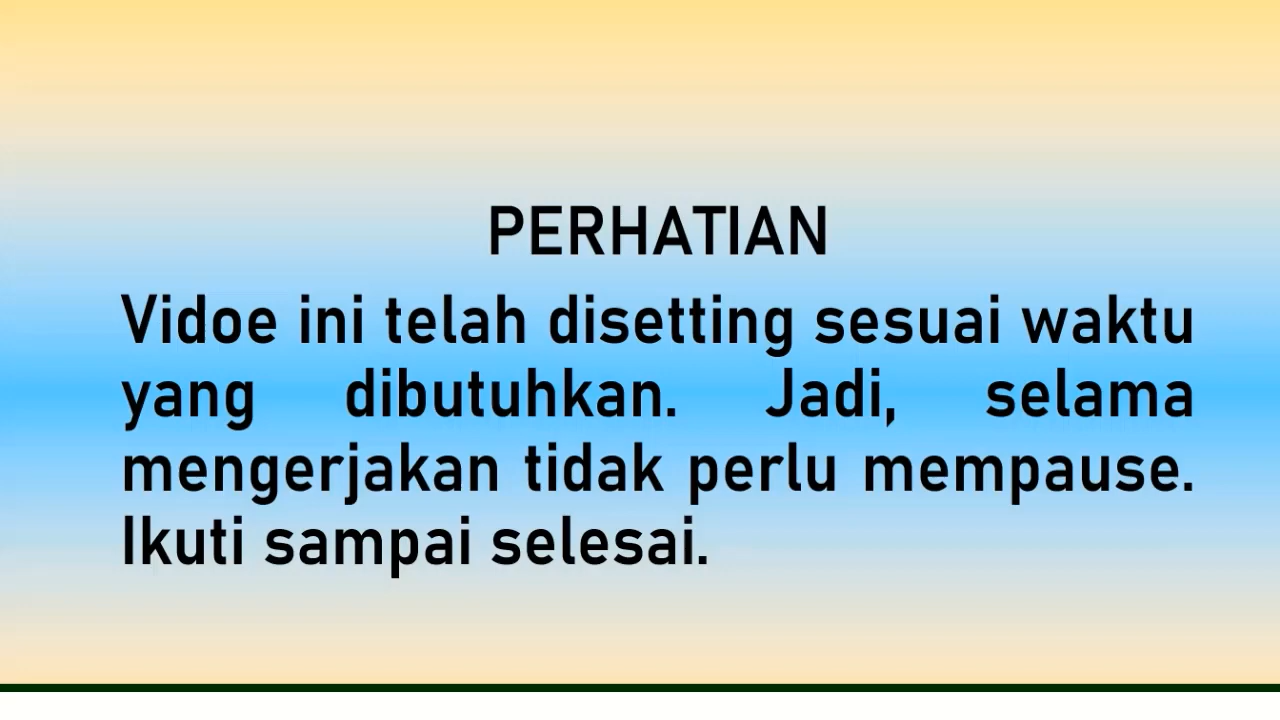 PERHATIAN
Vidoe ini telah disetting sesuai waktu
yang dibutuhkan. Jadi, selama
mengerjakan tidak perlu mempause.
Ikuti sampai selesai.